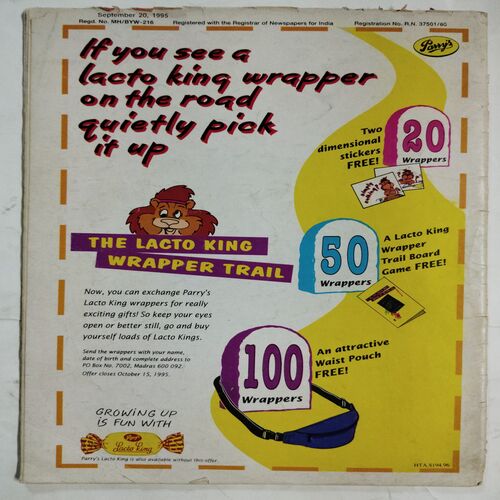 September 20, 1995
Regd. No. MH/BYW-216 Registered with the Registrar of Newspapers for India Registration No. R.N. 37501/60
Parry's
If you see a
lacto king wrapper
on the road
quietly pick
it up
Two
dimensional
stickers
FREE!
20
Wrappers
THE LACTO KING
WRAPPER TRAIL
50
Wrappers
A Lacto King
Wrapper
Trail Board
Game FREE!
Now, you can exchange Parry's
Lacto King wrappers for really
exciting gifts! So keep your eyes
open or better still, go and buy
yourself loads of Lacto Kings.
Send the wrappers with your name,
date of birth and complete address to
PO Box No. 7002, Madras 600 092.
Offer closes October 15, 1995.
100
Wrappers
An attractive
Waist Pouch
FREE!
GROWING UP
IS FUN WITH
Parry's
Lacto King
Parry's Lacto King is also available without this offer.
HTA 5194.96